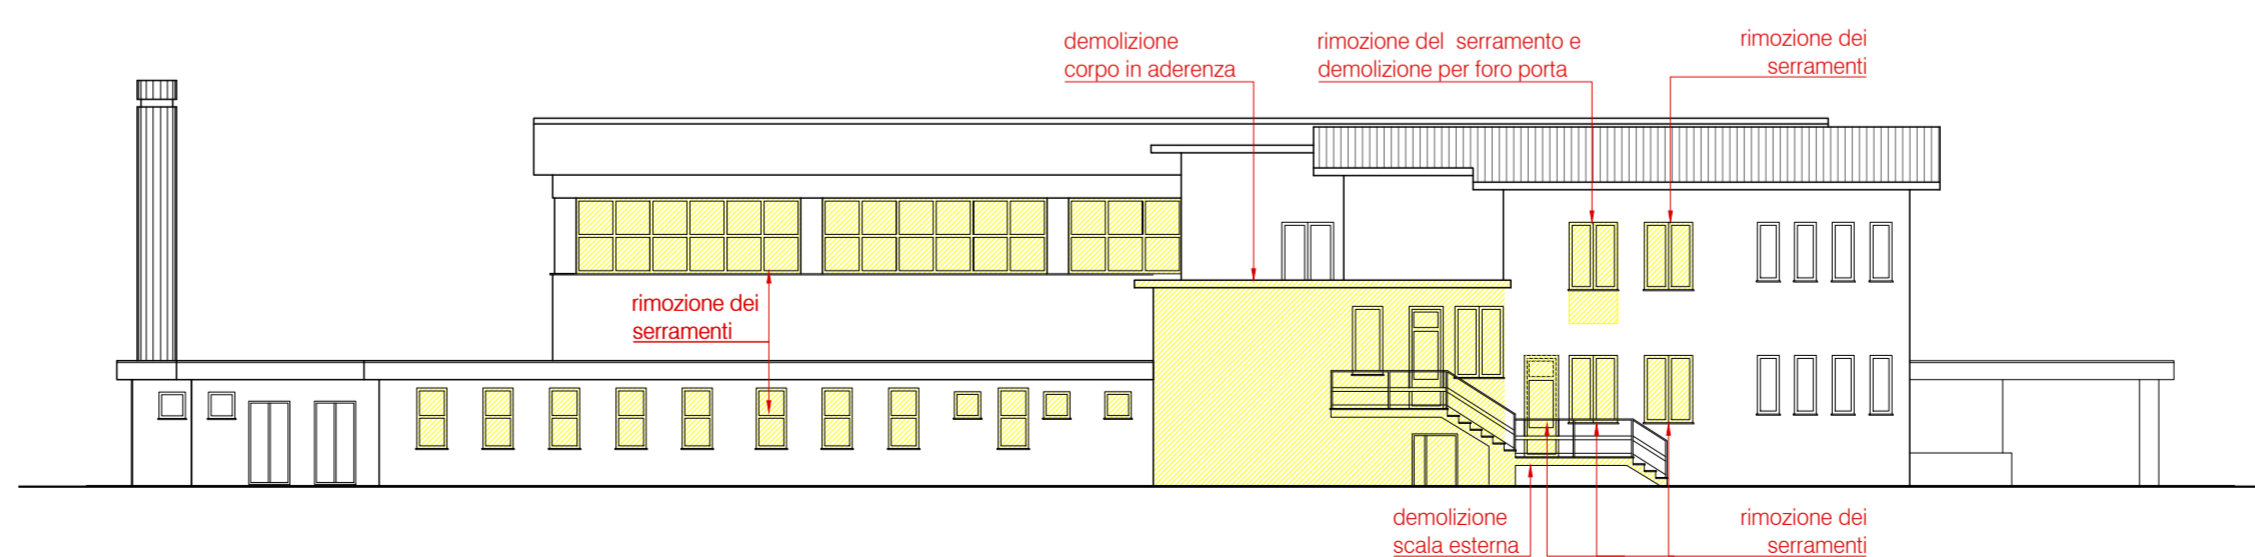 demolizione
corpo in aderenza
rimozione del serramento e
demolizione per foro porta
rimozione dei
serramenti
rimozione dei
serramenti
demolizione
scala esterna
rimozione dei
serramenti